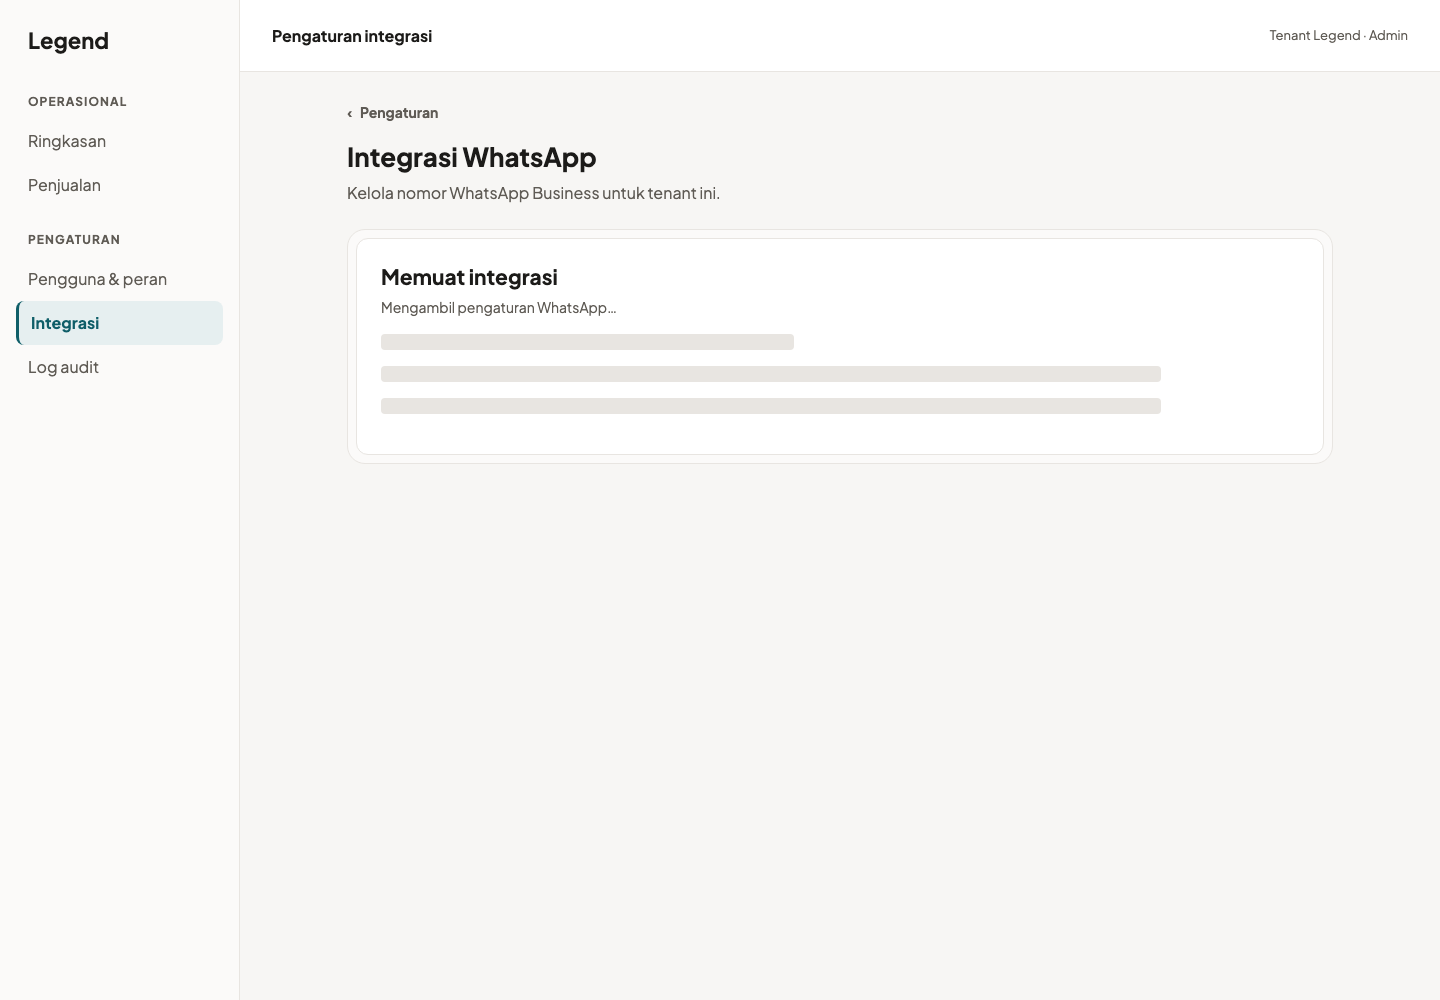 Legend
OPERASIONAL
Ringkasan
Penjualan
PENGATURAN
Pengguna & peran
Integrasi
Log audit
Pengaturan integrasi
Tenant Legend · Admin
‹ Pengaturan
Integrasi WhatsApp
Kelola nomor WhatsApp Business untuk tenant ini.
Memuat integrasi
Mengambil pengaturan WhatsApp…